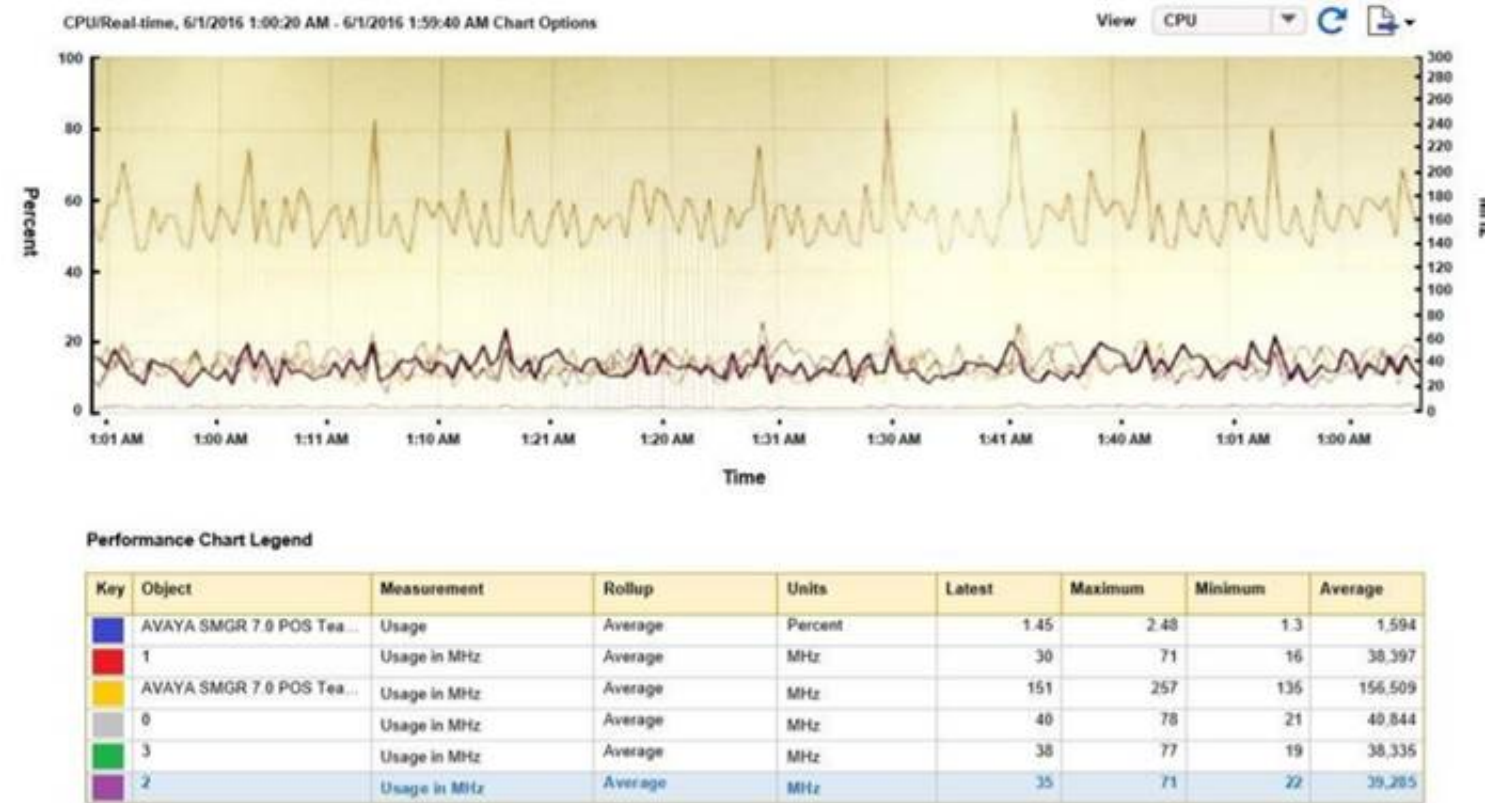 CPU/Real-time, 6/1/2016 1:00:20 AM - 6/1/2016 1:59:40 AM Chart Options
View CPU
100
80
60
40
20
0
Percent
300
280
260
240
220
200
180
160
140
120
100
80
60
40
20
0
1:01 AM 1:00 AM 1:11 AM 1:10 AM 1:21 AM 1:20 AM 1:31 AM 1:30 AM 1:41 AM 1:40 AM 1:01 AM 1:00 AM
Time
Performance Chart Legend
Key Object Measurement Rollup Units Latest Maximum Minimum Average
AVAYA SMGR 7.0 POS Tea... Usage Average Percent 1.45 2.48 1.3 1,594
1 Usage in MHz Average MHz 30 71 16 38,397
AVAYA SMGR 7.0 POS Tea... Usage in MHz Average MHz 151 257 135 156,509
0 Usage in MHz Average MHz 40 78 21 40,844
3 Usage in MHz Average MHz 38 77 19 38,335
2 Usage in MHz Average MHz 35 71 22 39,285